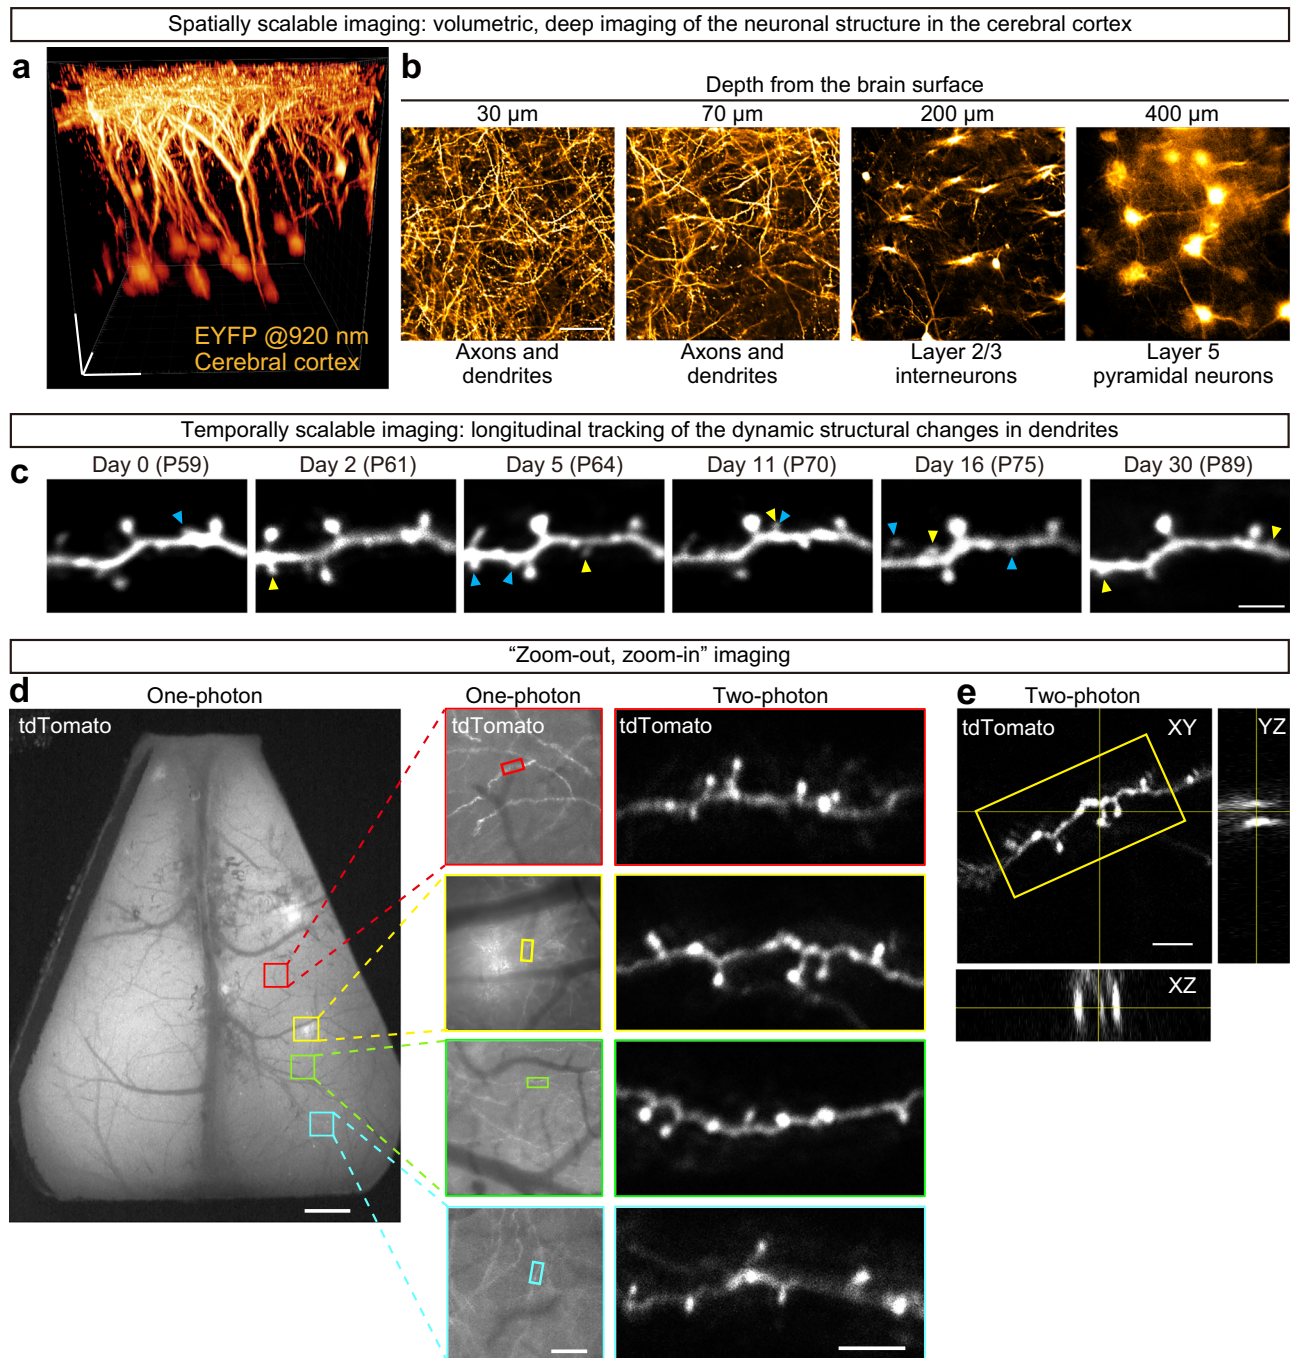 Spatially scalable imaging: volumetric, deep imaging of the neuronal structure in the cerebral cortex
a
EYFP @920 nm
Cerebral cortex
b
Depth from the brain surface
30 µm
70 µm
200 µm
400 µm
Axons and
dendrites
Axons and
dendrites
Layer 2/3
interneurons
Layer 5
pyramidal neurons
Temporally scalable imaging: longitudinal tracking of the dynamic structural changes in dendrites
c
Day 0 (P59)
Day 2 (P61)
Day 5 (P64)
Day 11 (P70)
Day 16 (P75)
Day 30 (P89)
“Zoom-out, zoom-in” imaging
d
One-photon
tdTomato
One-photon
tdTomato
Two-photon
tdTomato
e
Two-photon
tdTomato
XY
YZ
XZ